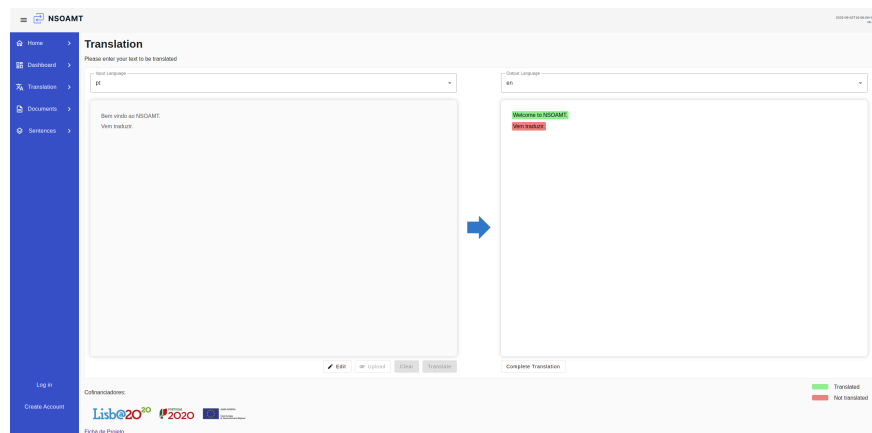 NSOAMT
Home
Dashboard
Translation
Documents
Sentences
Log in
Create Account
Translation
Please enter your text to be translated
Input Language
pt
Bem vindo ao NSOAMT.
Vem traduzir.
Edit
Upload
Clear
Translate
Output Language
en
Welcome to NSOAMT.
Vem traduzir.
Complete Translation
Translated
Not translated
Cofinanciadores:
Lisb@20²⁰
PORTUGAL
2020
Ficha de Projeto